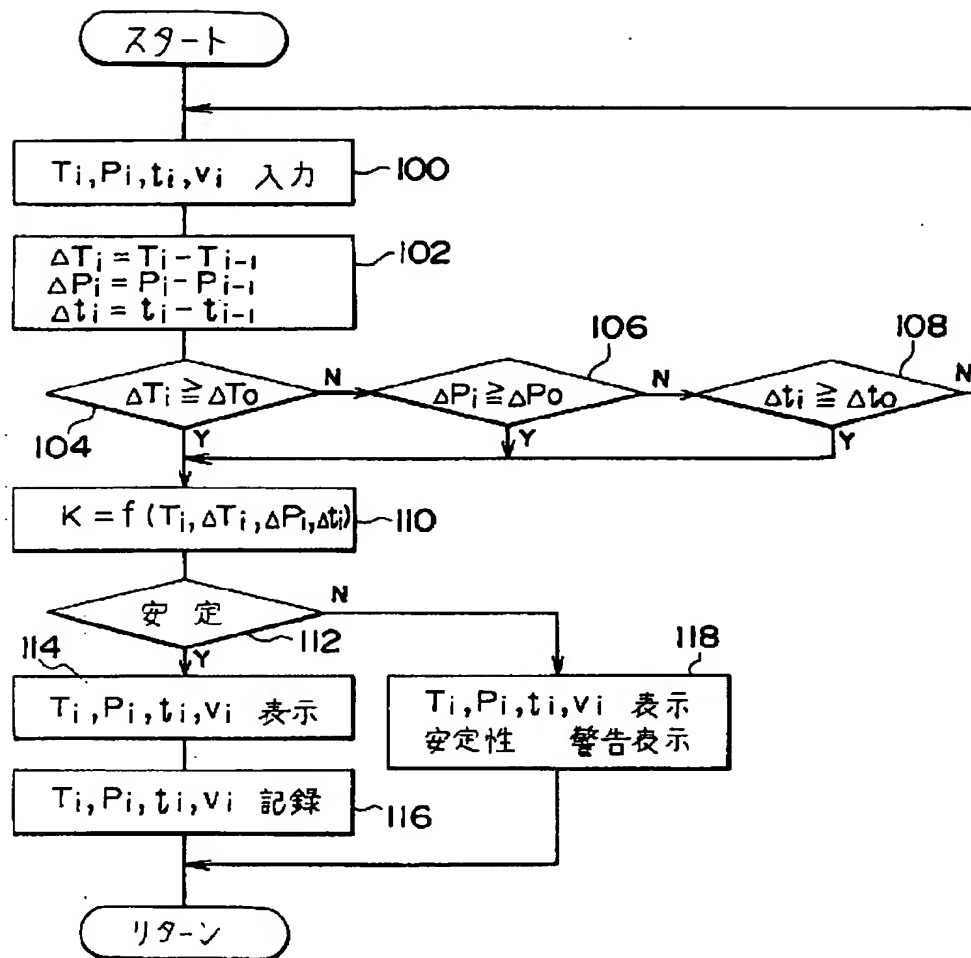 スタート
Ti, Pi, ti, vi 入力
100
ΔTi = Ti - Ti-1
ΔPi = Pi - Pi-1
Δti = ti - ti-1
102
ΔTi ≧ ΔTo
104
N
Y
ΔPi ≧ ΔPo
106
N
Y
Δti ≧ Δto
108
N
Y
K = f (Ti, ΔTi, ΔPi, Δti)
110
安 定
112
N
Y
114
Ti, Pi, ti, vi 表示
118
Ti, Pi, ti, vi 表示
安定性 警告表示
Ti, Pi, ti, vi 記録
116
リターン